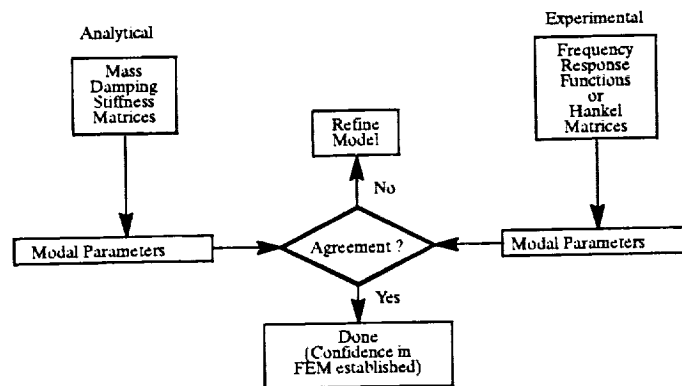 Analytical
Mass
Damping
Stiffness
Matrices
Experimental
Frequency
Response
Functions
or
Hankel
Matrices
Refine
Model
No
Modal Parameters
Agreement ?
Modal Parameters
Yes
Done
(Confidence in
FEM established)